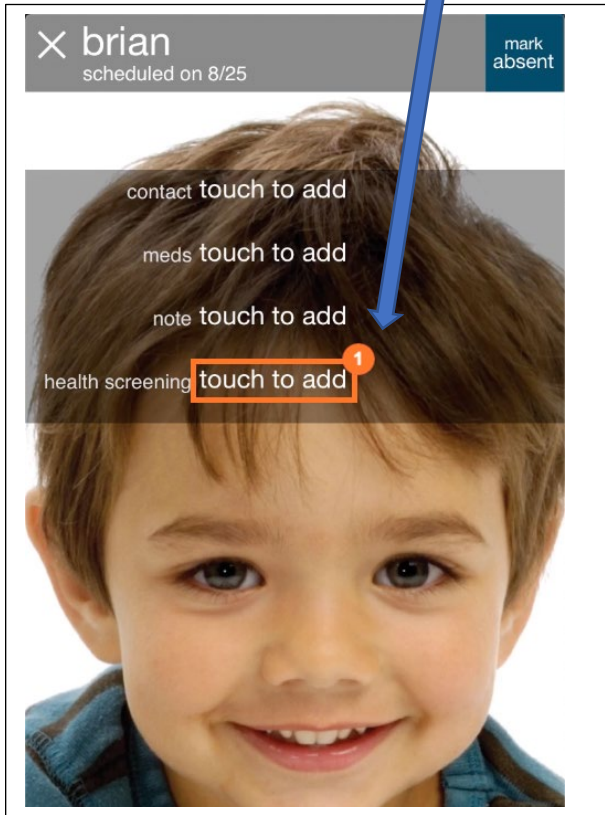 brian
scheduled on 8/25
mark
absent
contact touch to add
meds touch to add
note touch to add
health screening touch to add
1